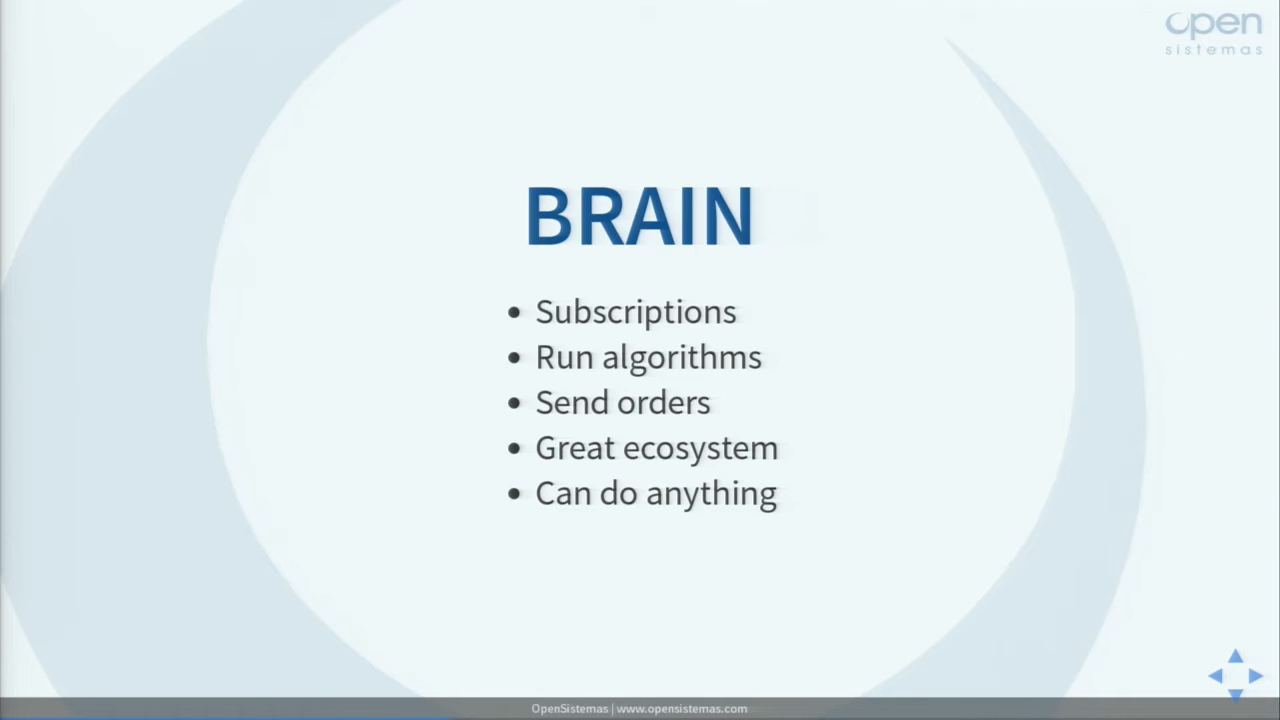 open
sistemas
BRAIN
• Subscriptions
• Run algorithms
• Send orders
• Great ecosystem
• Can do anything
OpenSistemas | www.opensistemas.com